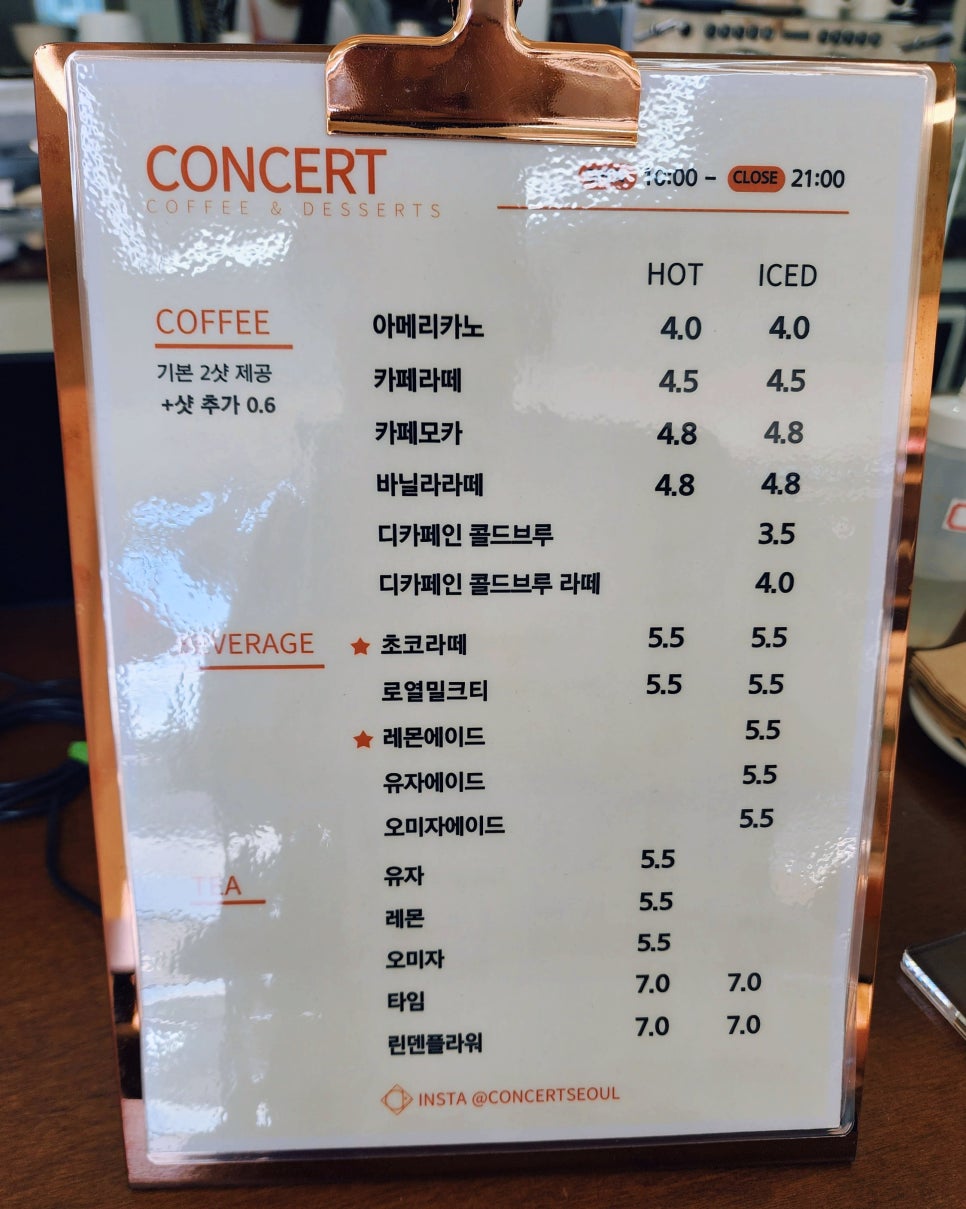 CONCERT
COFFEE & DESSERTS
10:00 – CLOSE 21:00
HOT ICED
COFFEE
기본 2샷 제공
+샷 추가 0.6
아메리카노 4.0 4.0
카페라떼 4.5 4.5
카페모카 4.8 4.8
바닐라라떼 4.8 4.8
디카페인 콜드브루 3.5
디카페인 콜드브루 라떼 4.0
BEVERAGE
★ 초코라떼 5.5 5.5
로열밀크티 5.5 5.5
★ 레몬에이드 5.5
유자에이드 5.5
오미자에이드 5.5
TEA
유자 5.5
레몬 5.5
오미자 5.5
타임 7.0 7.0
린덴플라워 7.0 7.0
INSTA @CONCERTSEOUL